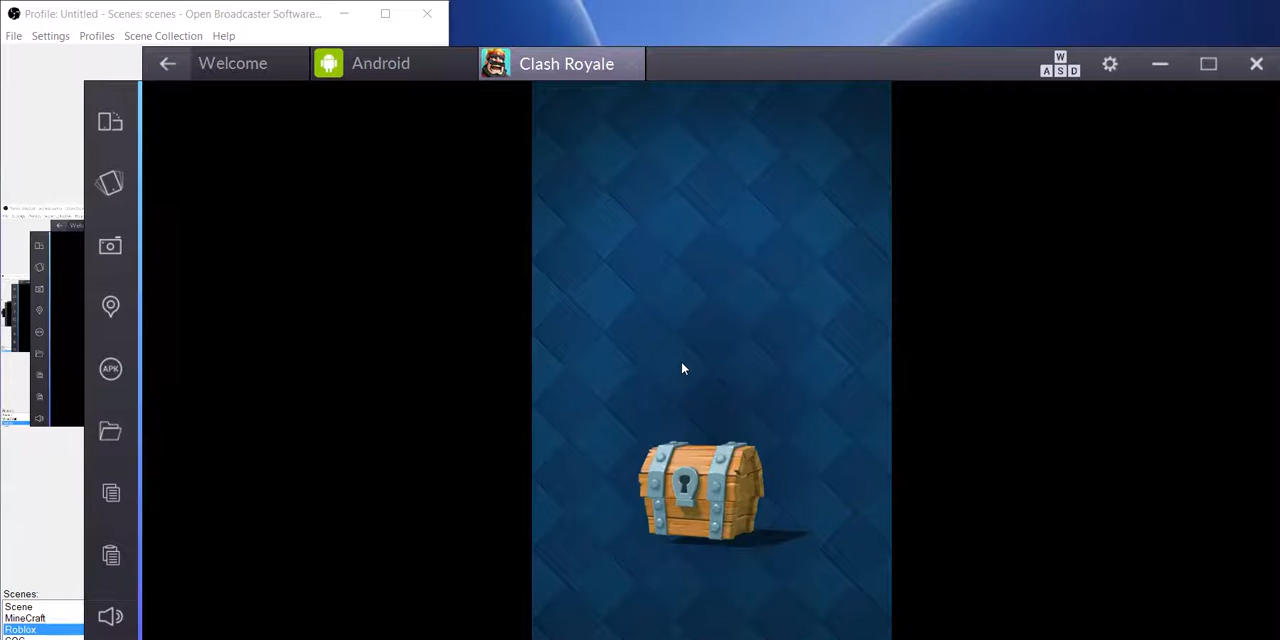 Profile: Untitled - Scenes: scenes - Open Broadcaster Software...
File Settings Profiles Scene Collection Help
Welcome Android Clash Royale
W
A S D
APK
Scenes:
Scene
MineCraft
Roblox
COC